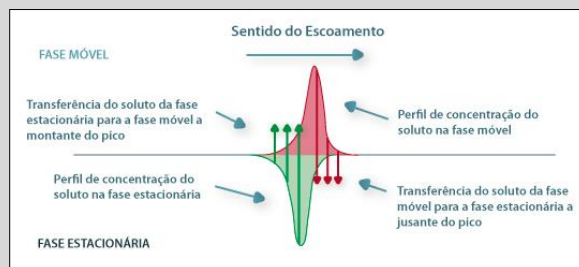 Sentido do Escoamento
FASE MÓVEL
Transferência do soluto da fase
estacionária para a fase móvel a
montante do pico
Perfil de concentração do
soluto na fase móvel
Perfil de concentração do
soluto na fase estacionária
Transferência do soluto da fase
móvel para a fase estacionária a
jusante do pico
FASE ESTACIONÁRIA